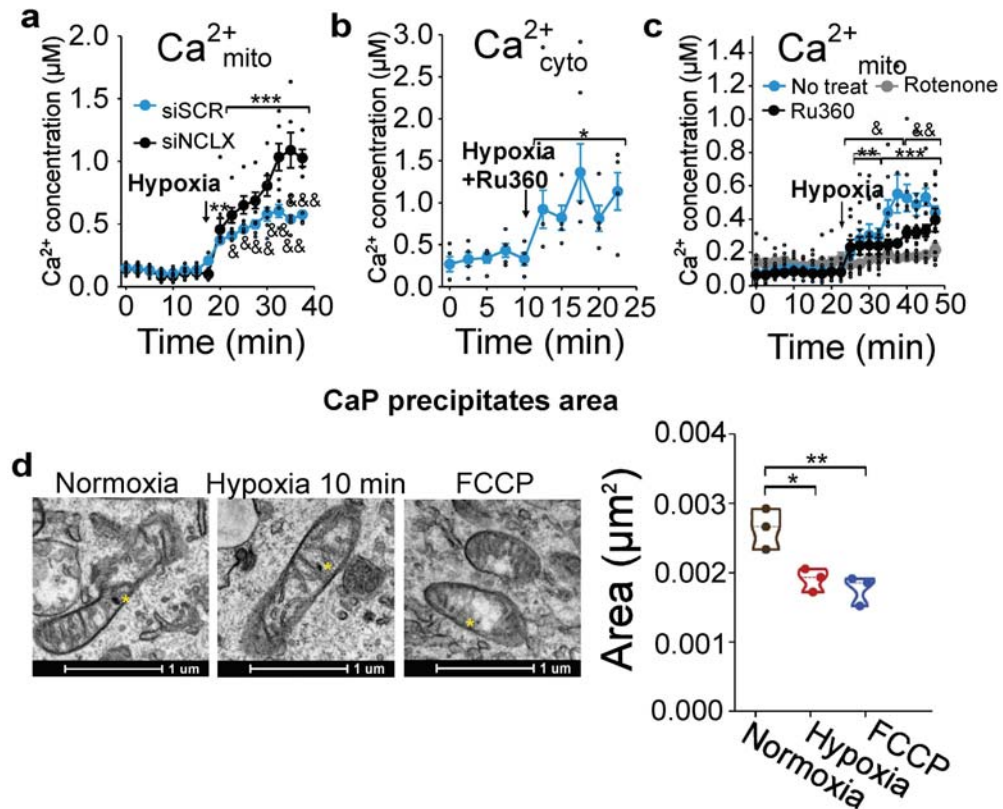 a
Ca²⁺mito
Ca²⁺ concentration (µM)
2.0
1.5
1.0
0.5
0.0
siSCR
siNCLX
***
Hypoxia
**
&
&&
&&
&&
&&
&&&
0 10 20 30 40
Time (min)
b
Ca²⁺cyto
Ca²⁺ concentration (µM)
3.0
2.5
2.0
1.5
1.0
0.5
0.0
*
Hypoxia
+Ru360
0 5 10 15 20 25
Time (min)
c
Ca²⁺mito
Ca²⁺ concentration (µM)
1.4
1.0
0.8
0.6
0.4
0.2
0.0
No treat
Rotenone
Ru360
& &&
** ***
Hypoxia
0 10 20 30 40 50
Time (min)
CaP precipitates area
d
Normoxia Hypoxia 10 min FCCP
*
*
*
1 um
1 um
1 um
Area (µm²)
0.004
0.003
0.002
0.001
0.000
**
*
Normoxia
Hypoxia
FCCP